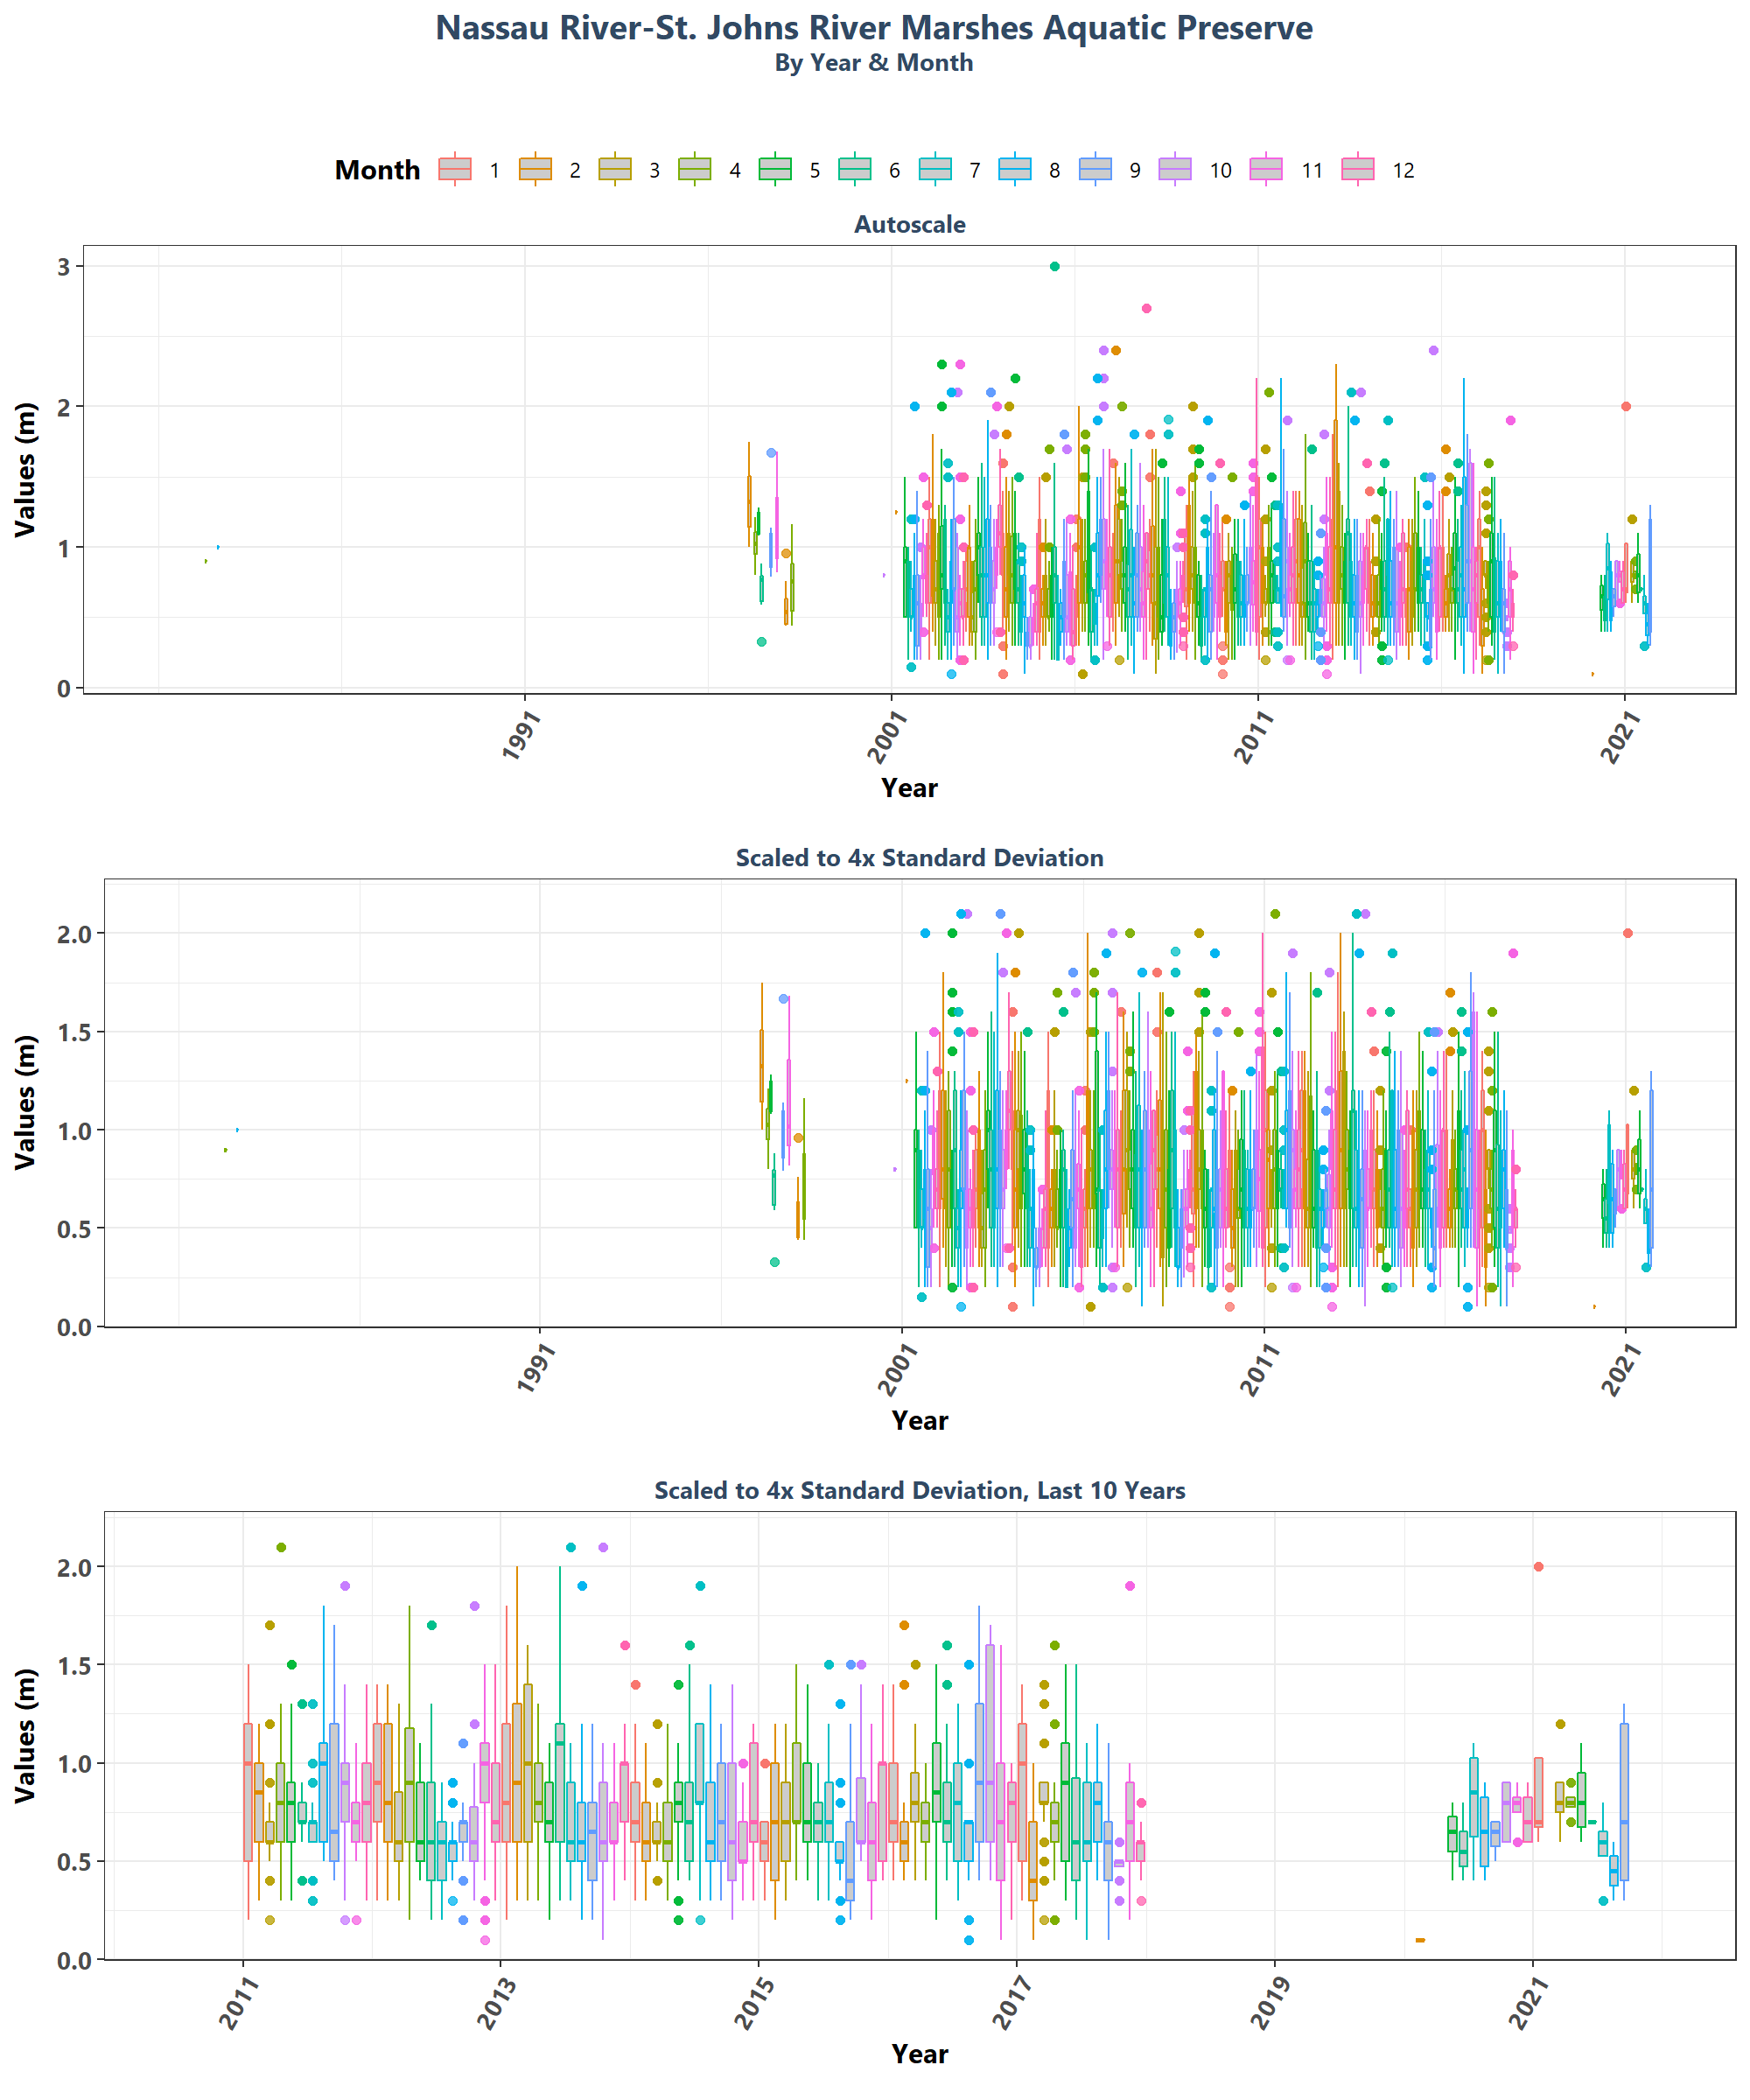 Nassau River-St. Johns River Marshes Aquatic Preserve
By Year & Month
Month 1 2 3 4 5 6 7 8 9 10 11 12
Autoscale
Values (m)
3
2
1
0
1991 2001 2011 2021
Year
Scaled to 4x Standard Deviation
Values (m)
2.0
1.5
1.0
0.5
0.0
1991 2001 2011 2021
Year
Scaled to 4x Standard Deviation, Last 10 Years
Values (m)
2.0
1.5
1.0
0.5
0.0
2011 2013 2015 2017 2019 2021
Year